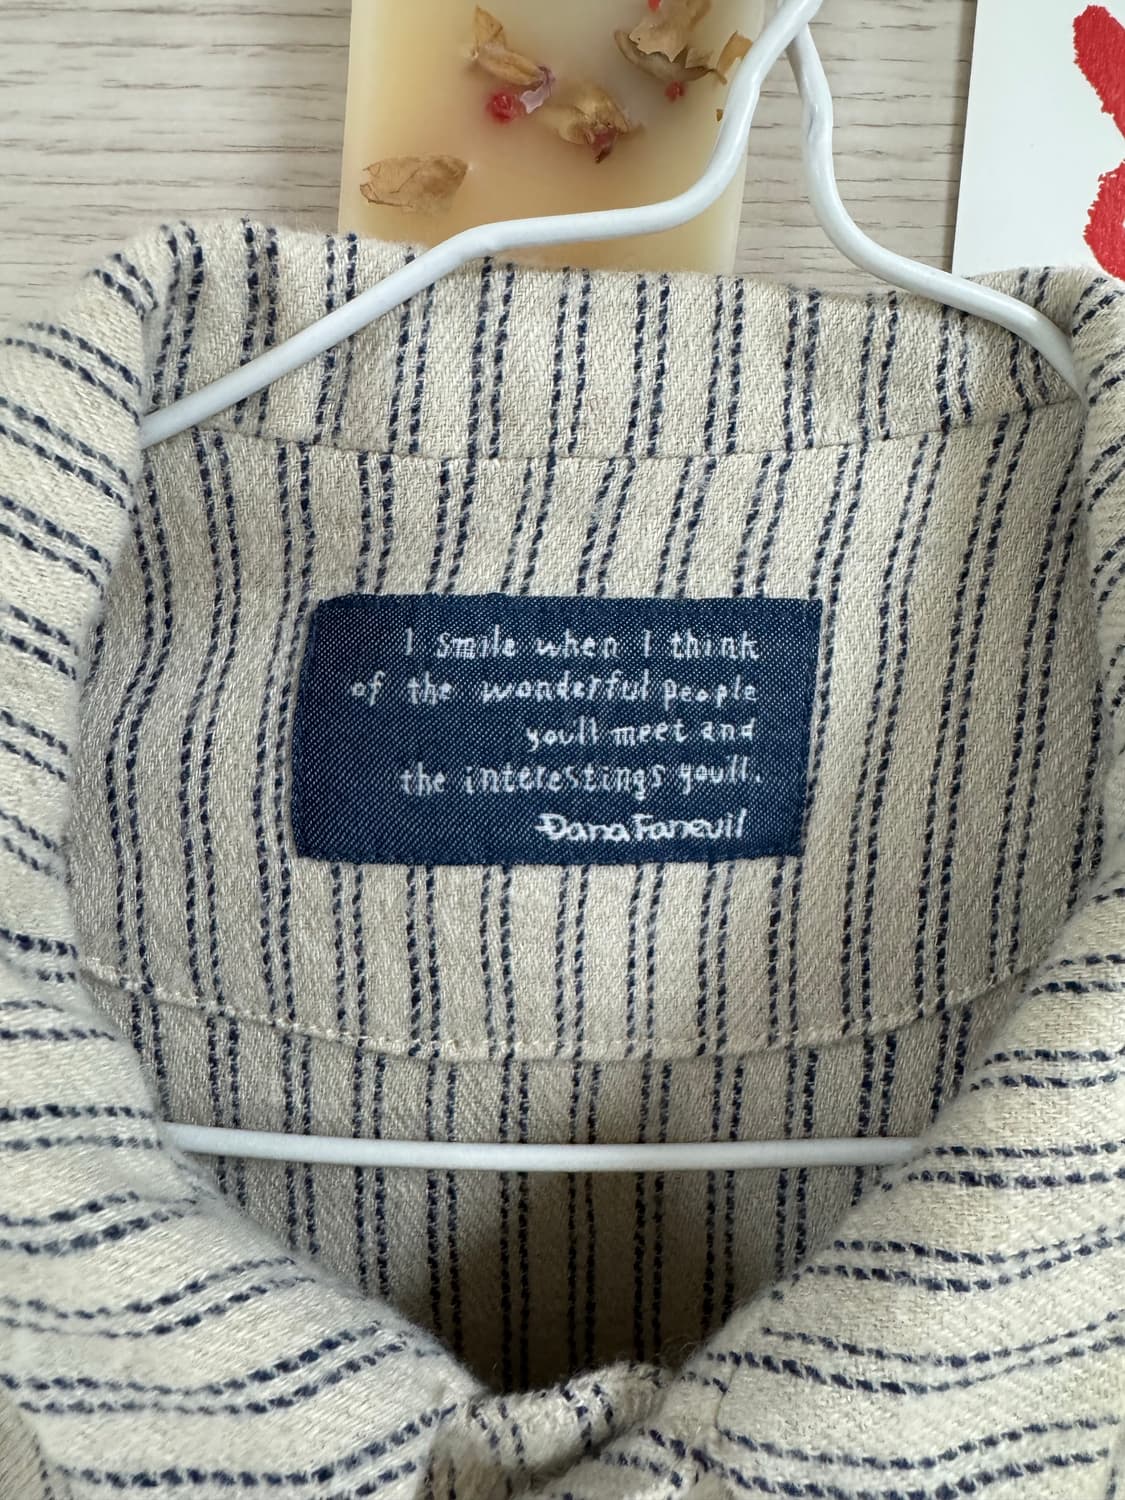 I smile when I think
of the wonderful people
you'll meet and
the interestings you'll.
Dana Faneuil